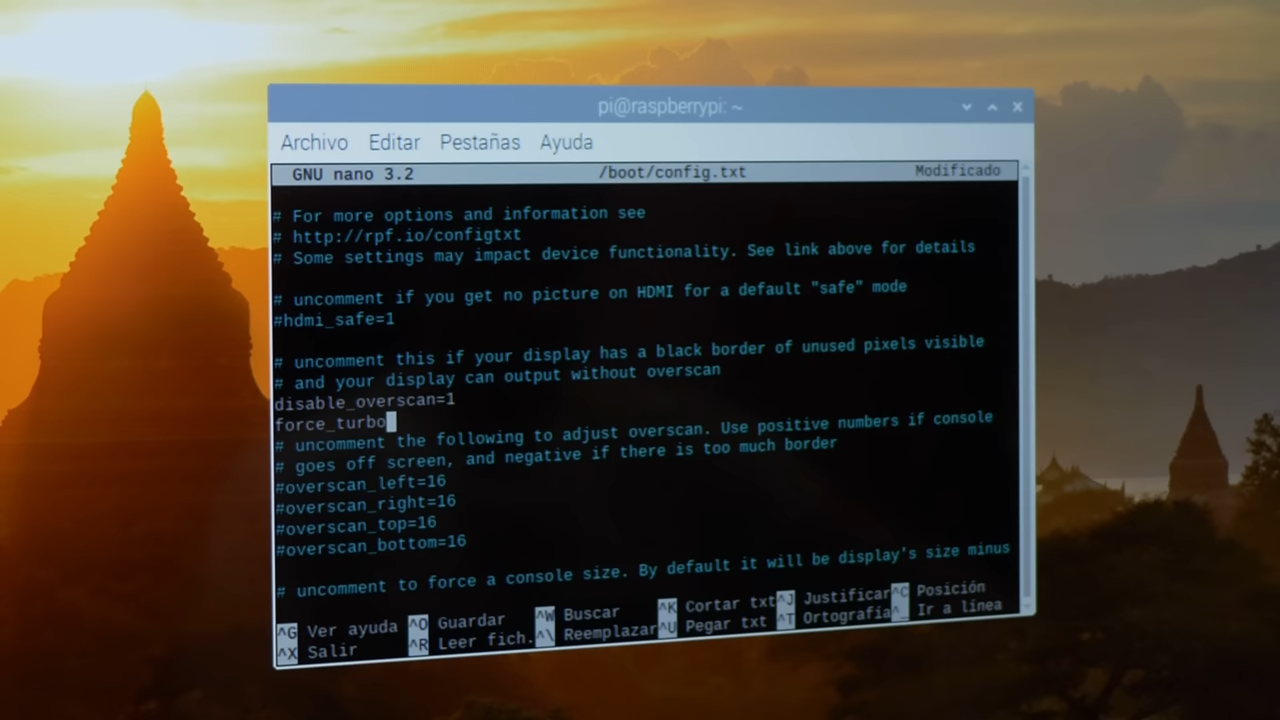 pi@raspberrypi: ~
Archivo Editar Pestañas Ayuda
GNU nano 3.2 /boot/config.txt Modificado
# For more options and information see
# http://rpf.io/configtxt
# Some settings may impact device functionality. See link above for details
# uncomment if you get no picture on HDMI for a default "safe" mode
#hdmi_safe=1
# uncomment this if your display has a black border of unused pixels visible
# and your display can output without overscan
disable_overscan=1
force_turbo
# uncomment the following to adjust overscan. Use positive numbers if console
# goes off screen, and negative if there is too much border
#overscan_left=16
#overscan_right=16
#overscan_top=16
#overscan_bottom=16
# uncomment to force a console size. By default it will be display's size minus
^G Ver ayuda ^O Guardar ^W Buscar ^K Cortar txt ^J Justificar ^C Posición
^X Salir ^R Leer fich. ^\ Reemplazar ^U Pegar txt ^T Ortografía ^_ Ir a línea